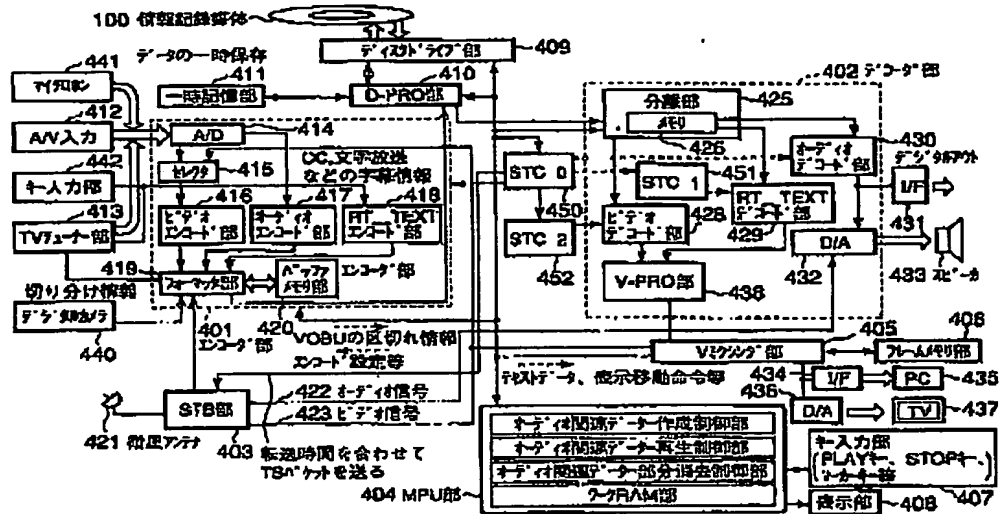 100 情報記録媒体
ディスクドライブ部
409
データの一時保存
411
410
一時記憶部
D-PRO部
402 デコーダ部
441
マイクロホン
412
A/V入力
442
キー入力部
413
TVチューナー部
A/D
414
セレクタ
415
CC、文字放送
などの字幕情報
416
417
418
ビデオ
エンコード部
オーディオ
エンコード部
RT TEXT
エンコード部
419
フォーマッタ部
バッファ
メモリ部
エンコーダ部
切り分け情報
デジタルカメラ
440
401
エンコーダ部
420
VOBUの区切れ情報
エンコード設定等
分離部
425
メモリ
426
430
オーディオ
デコード部
デジタルアウト
I/F
431
STC 0
450
STC 1
451
STC 2
452
ビデオ
デコード部
428
RT TEXT
デコード部
429
D/A
432
433
スピーカ
V-PRO部
438
405
Vミクシング部
406
フレームメモリ部
テキストデータ、表示移動命令等
434
I/F
PC
435
436
D/A
TV
437
STB部
422 オーディオ信号
423 ビデオ信号
421 衛星アンテナ
403
転送時間を合わせて
TSパケットを送る
404 MPU部
オーディオ関連データー作成制御部
オーディオ関連データー再生制御部
オーディオ関連データー部分過去制御部
ワークRAM部
キー入力部
(PLAYキー、STOPキー、
マーカキー等)
407
表示部
408